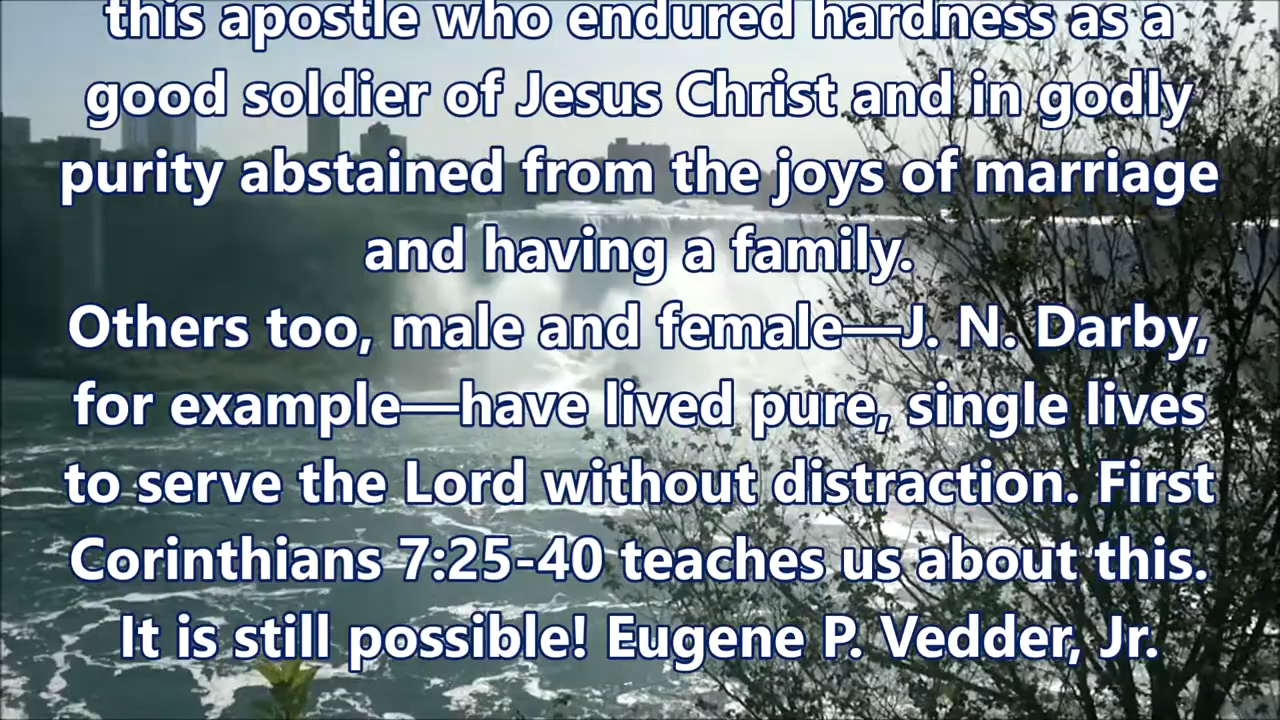 this apostle who endured hardness as a
good soldier of Jesus Christ and in godly
purity abstained from the joys of marriage
and having a family.
Others too, male and female—J. N. Darby,
for example—have lived pure, single lives
to serve the Lord without distraction. First
Corinthians 7:25-40 teaches us about this.
It is still possible! Eugene P. Vedder, Jr.